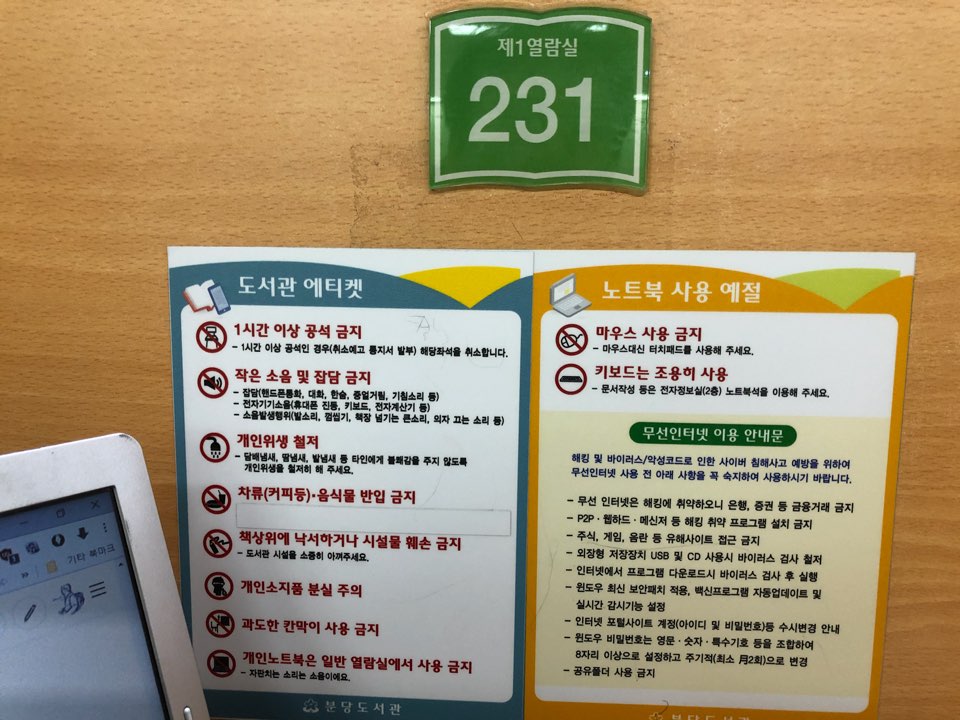 제1열람실
231
도서관 에티켓
1시간 이상 공석 금지
- 1시간 이상 공석인 경우(취소예고 통지서 발부) 해당좌석을 취소합니다.
작은 소음 및 잡담 금지
- 잡담(핸드폰통화, 대화, 한숨, 중얼거림, 기침소리 등)
- 전자기기소음(휴대폰 진동, 키보드, 전자계산기 등)
- 소음발생행위(발소리, 껌씹기, 책장 넘기는 큰소리, 의자 끄는 소리 등)
개인위생 철저
- 담배냄새, 땀냄새, 발냄새 등 타인에게 불쾌감을 주지 않도록
개인위생을 철저히 해 주세요.
차류(커피등)·음식물 반입 금지
책상위에 낙서하거나 시설물 훼손 금지
- 도서관 시설을 소중히 아껴주세요.
개인소지품 분실 주의
과도한 칸막이 사용 금지
개인노트북은 일반 열람실에서 사용 금지
- 자판치는 소리는 소음이에요.
분당도서관
노트북 사용 예절
마우스 사용 금지
- 마우스대신 터치패드를 사용해 주세요.
키보드는 조용히 사용
- 문서작성 등은 전자정보실(2층) 노트북석을 이용해 주세요.
무선인터넷 이용 안내문
해킹 및 바이러스/악성코드로 인한 사이버 침해사고 예방을 위하여
무선인터넷 사용 전 아래 사항을 꼭 숙지하여 사용하시기 바랍니다.
- 무선 인터넷은 해킹에 취약하오니 은행, 증권 등 금융거래 금지
- P2P·웹하드·메신저 등 해킹 취약 프로그램 설치 금지
- 주식, 게임, 음란 등 유해사이트 접근 금지
- 외장형 저장장치 USB 및 CD 사용시 바이러스 검사 철저
- 인터넷에서 프로그램 다운로드시 바이러스 검사 후 실행
- 윈도우 최신 보안패치 적용, 백신프로그램 자동업데이트 및
실시간 감시기능 설정
- 인터넷 포털사이트 계정(아이디 및 비밀번호)등 수시변경 안내
- 윈도우 비밀번호는 영문·숫자·특수기호 등을 조합하여
8자리 이상으로 설정하고 주기적(최소 月2회)으로 변경
- 공유폴더 사용 금지
분당도서관
기타 북마크